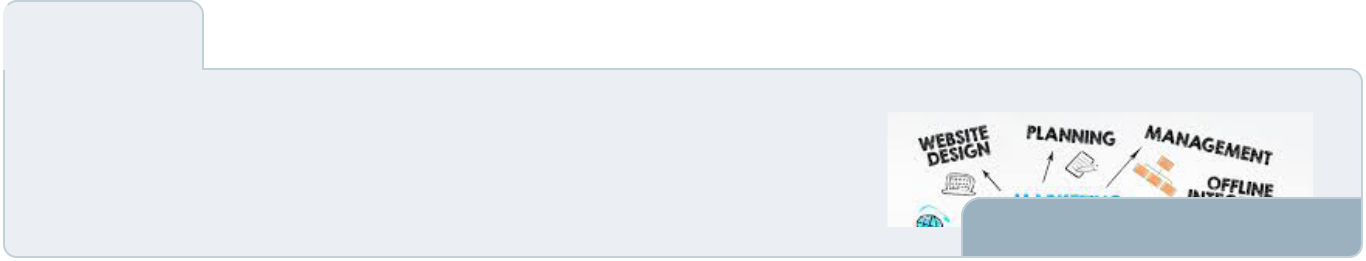 WEBSITE
DESIGN
PLANNING
MANAGEMENT
OFFLINE